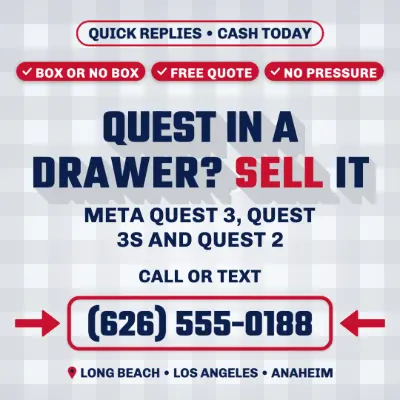 QUICK REPLIES • CASH TODAY
BOX OR NO BOX FREE QUOTE NO PRESSURE
QUEST IN A
DRAWER? SELL IT
META QUEST 3, QUEST
3S AND QUEST 2
CALL OR TEXT
(626) 555-0188
LONG BEACH • LOS ANGELES • ANAHEIM